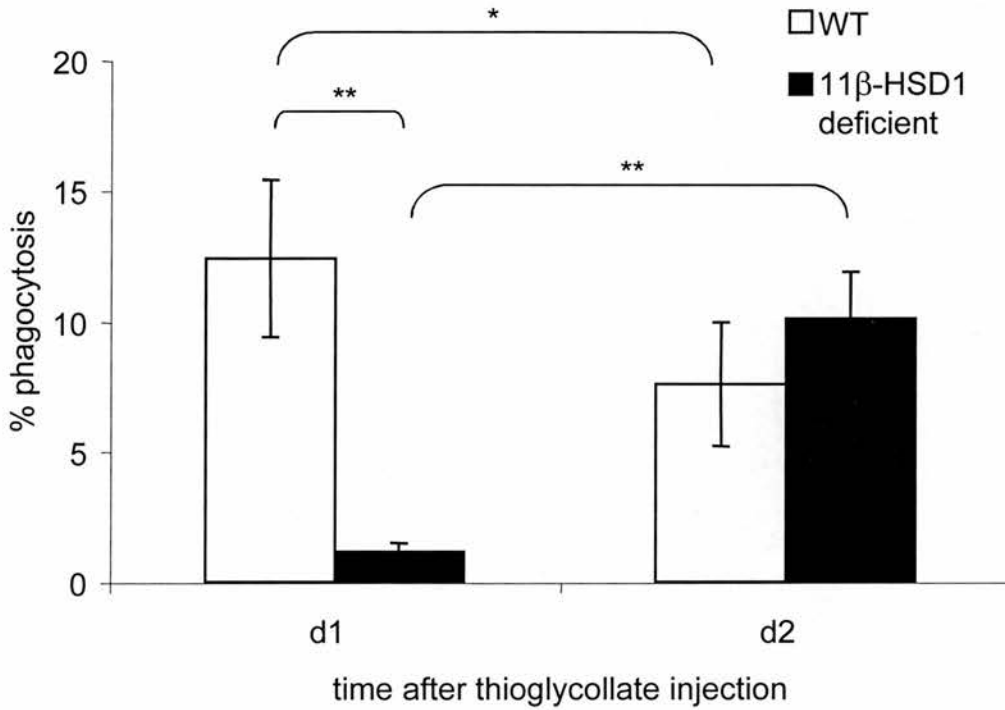 *
WT
20
11β-HSD1
deficient
**
15
**
% phagocytosis
10
5
0
d1
d2
time after thioglycollate injection